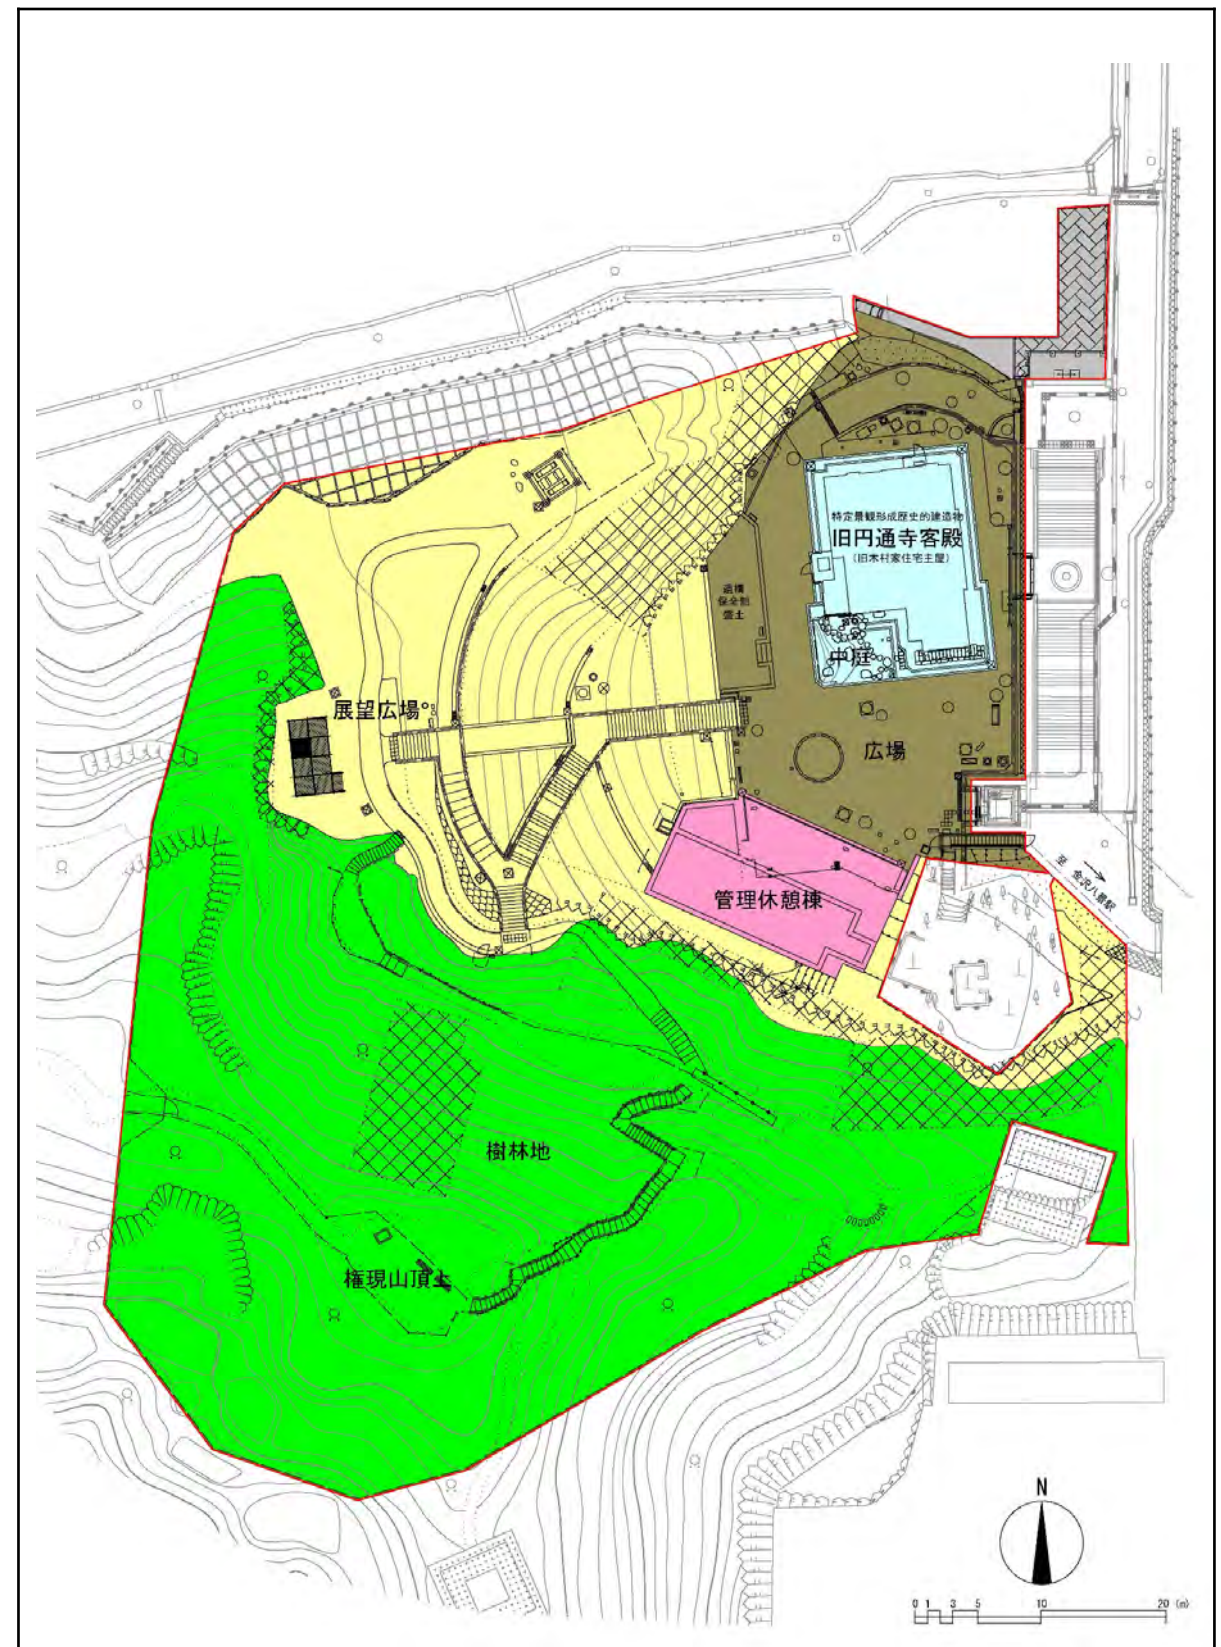 特定景観形成歴史的建造物
旧円通寺客殿
(旧木村家住宅主屋)
遺構
保全部
盛土
中庭
展望広場
広場
至 金沢八景駅
管理休憩棟
樹林地
権現山頂上
N
0 1 3 5 10 20 (m)